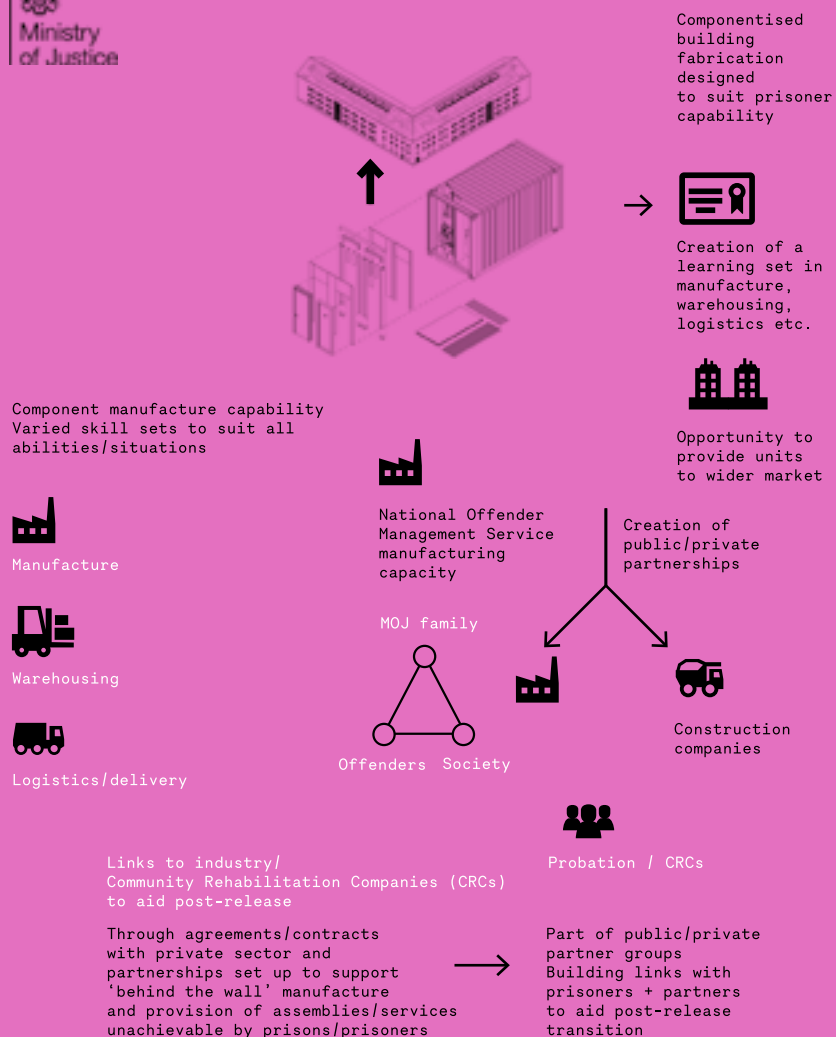 Ministry
of Justice
Componentised
building
fabrication
designed
to suit prisoner
capability
Creation of a
learning set in
manufacture,
warehousing,
logistics etc.
Opportunity to
provide units
to wider market
Component manufacture capability
Varied skill sets to suit all
abilities/situations
Manufacture
Warehousing
Logistics/delivery
National Offender
Management Service
manufacturing
capacity
MOJ family
Offenders
Society
Creation of
public/private
partnerships
Construction
companies
Links to industry/
Community Rehabilitation Companies (CRCs)
to aid post-release
Through agreements/contracts
with private sector and
partnerships set up to support
‘behind the wall’ manufacture
and provision of assemblies/services
unachievable by prisons/prisoners
Probation / CRCs
Part of public/private
partner groups
Building links with
prisoners + partners
to aid post-release
transition